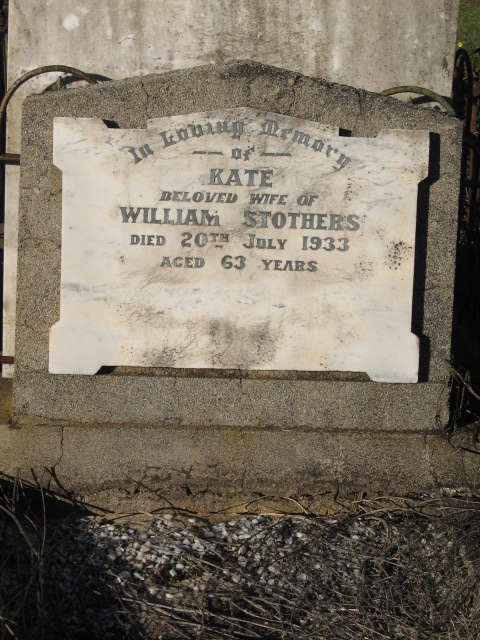 In Loving Memory
of
KATE
BELOVED WIFE OF
WILLIAM STOTHERS
DIED 20TH JULY 1933
AGED 63 YEARS